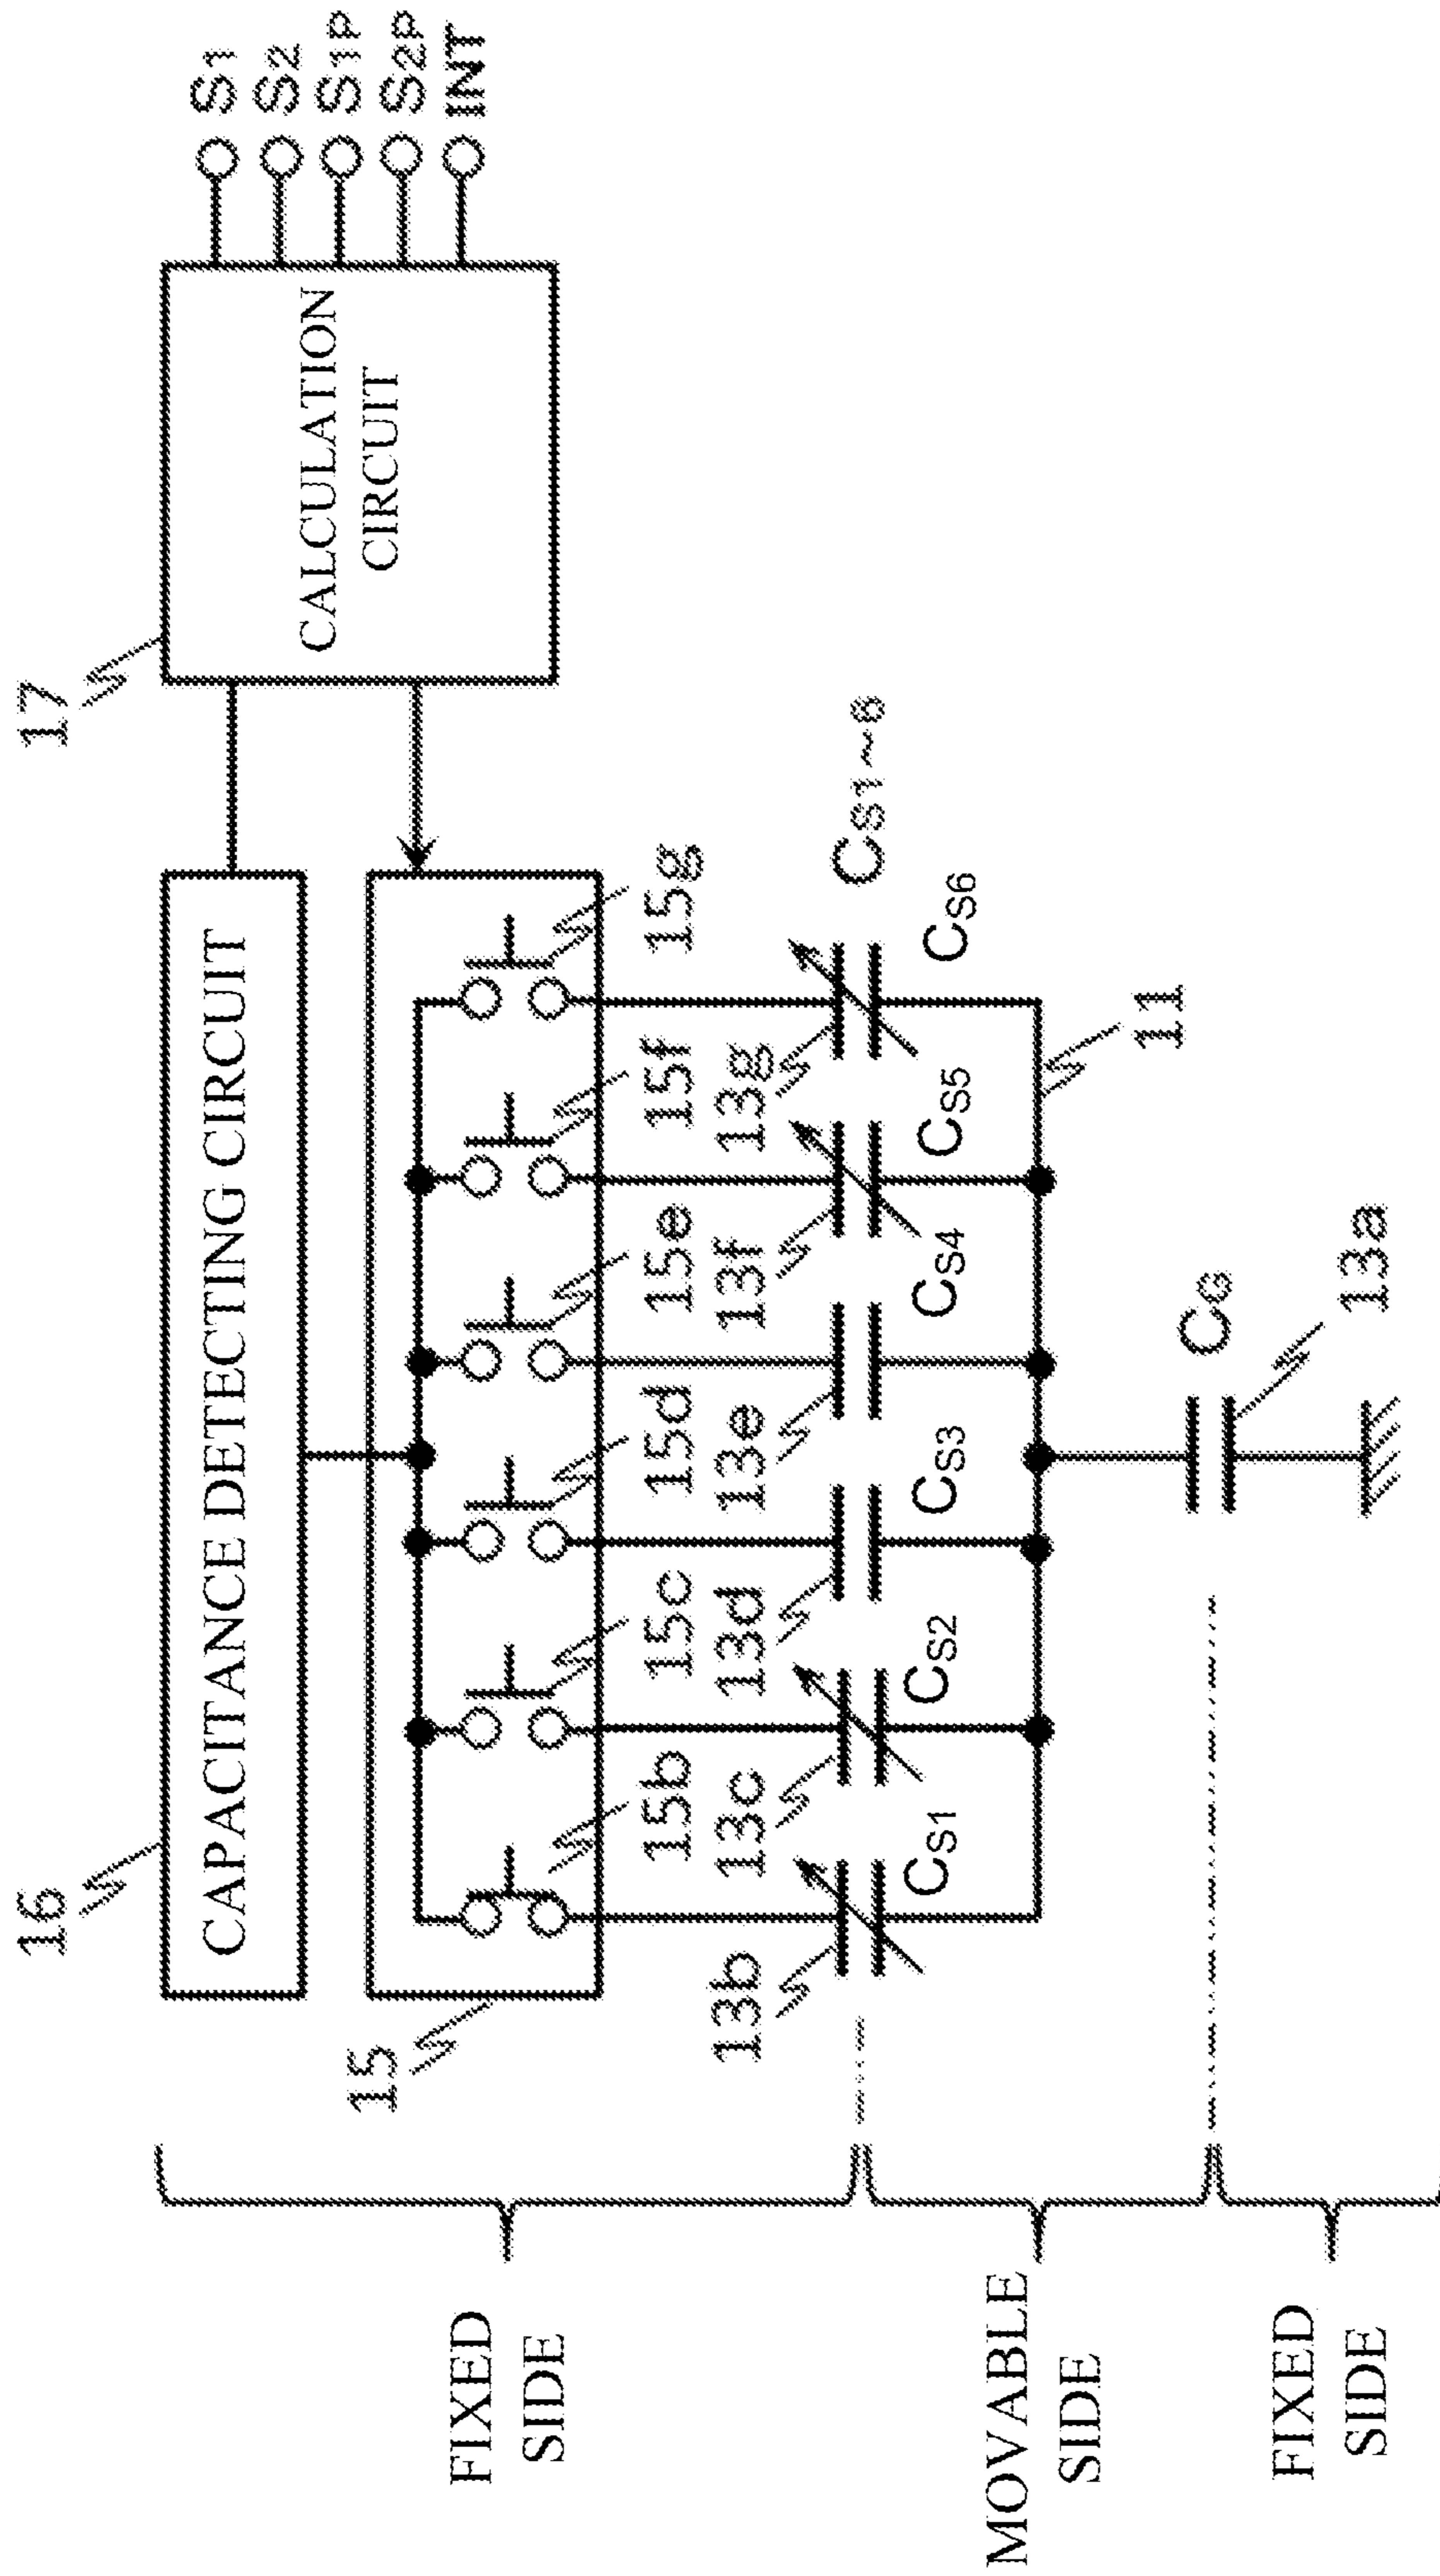 16
CAPACITANCE DETECTING CIRCUIT
17
CALCULATION
CIRCUIT
S1
S2
S1P
S2P
INT
15
15b
15c
15d
15e
15f
15g
13b
13c
13d
13e
13f
13g
CS1~6
CS1
CS2
CS3
CS4
CS5
CS6
11
CG
13a
FIXED
SIDE
MOVABLE
SIDE
FIXED
SIDE